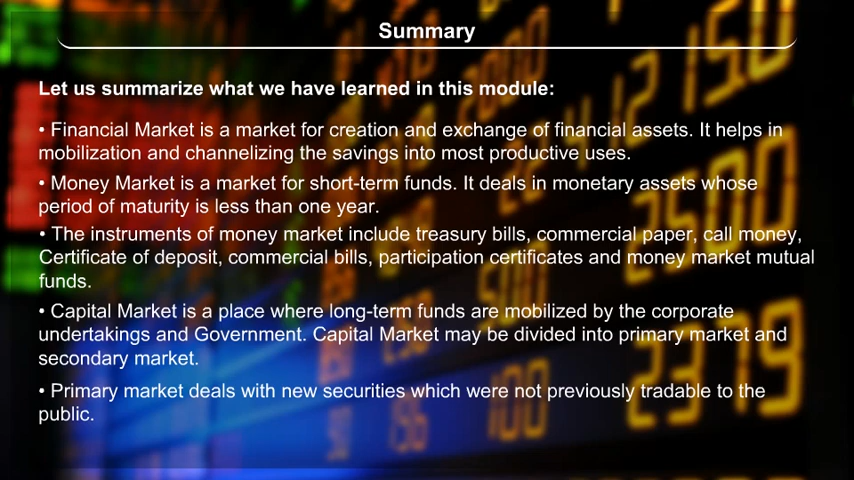 Summary
Let us summarize what we have learned in this module:
• Financial Market is a market for creation and exchange of financial assets. It helps in
mobilization and channelizing the savings into most productive uses.
• Money Market is a market for short-term funds. It deals in monetary assets whose
period of maturity is less than one year.
• The instruments of money market include treasury bills, commercial paper, call money,
Certificate of deposit, commercial bills, participation certificates and money market mutual
funds.
• Capital Market is a place where long-term funds are mobilized by the corporate
undertakings and Government. Capital Market may be divided into primary market and
secondary market.
• Primary market deals with new securities which were not previously tradable to the
public.